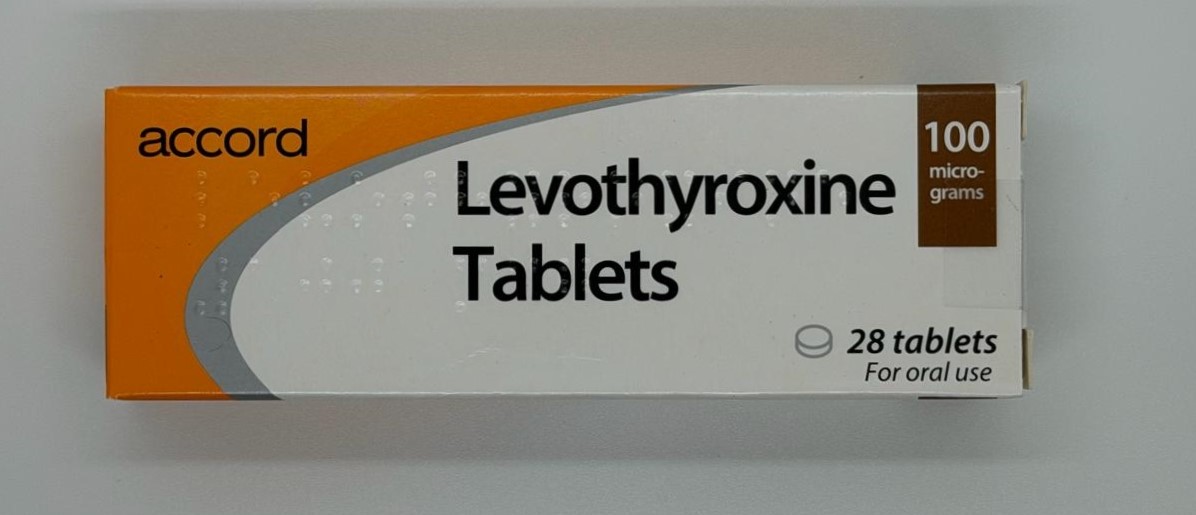 accord
Levothyroxine
Tablets
100
micro-
grams
28 tablets
For oral use